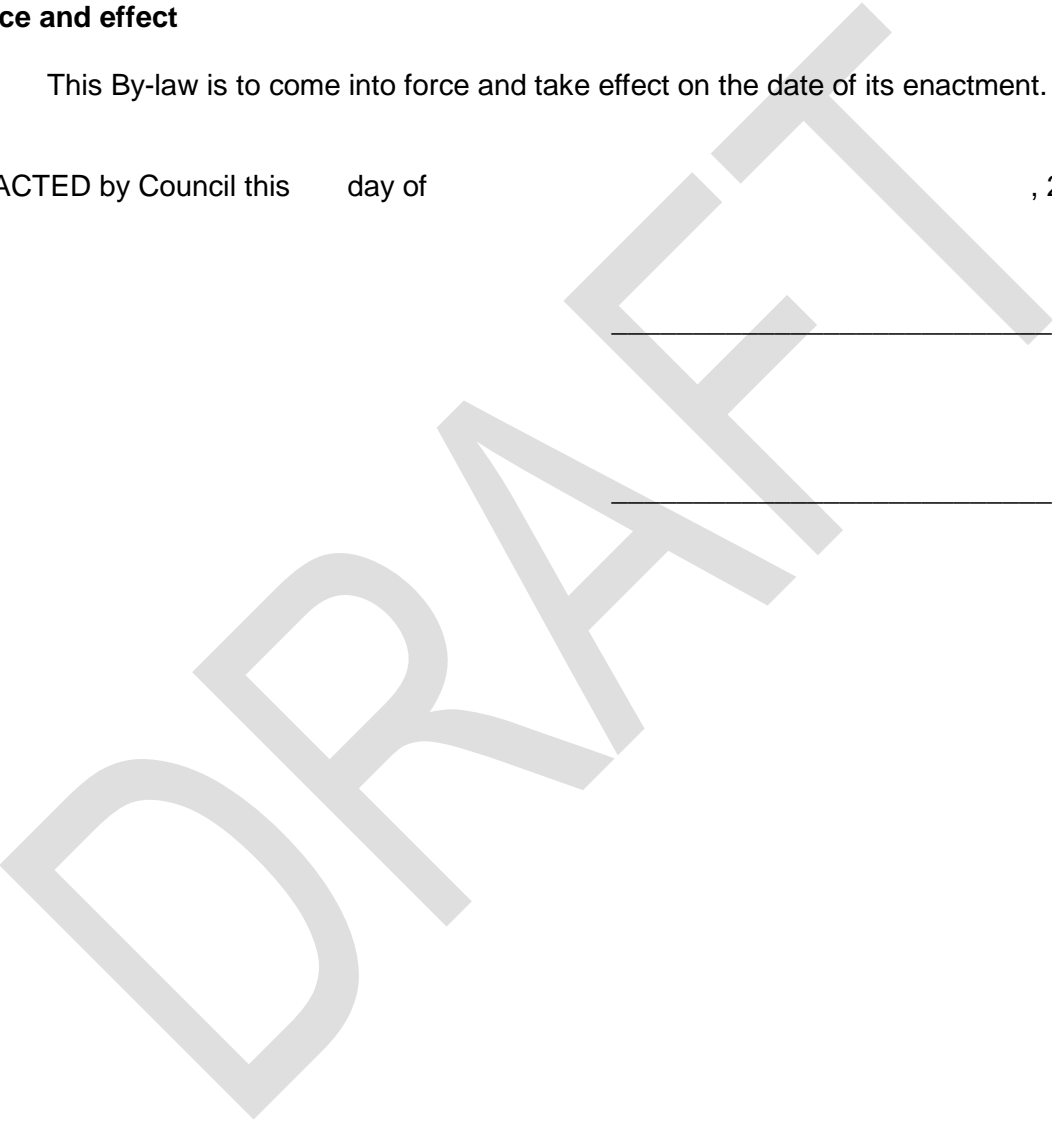 ce and effect
This By-law is to come into force and take effect on the date of its enactment.
ACTED by Council this day of , 2
DRAFT